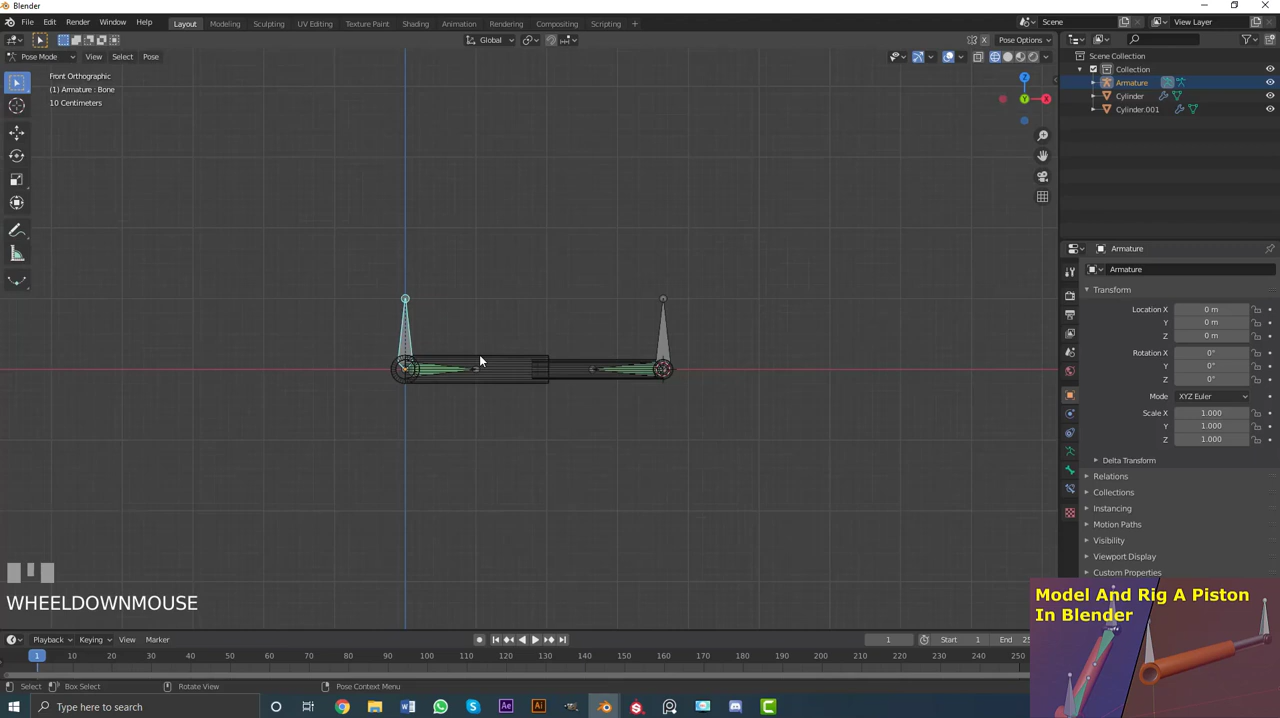 Blender
File Edit Render Window Help
Layout Modeling Sculpting UV Editing Texture Paint Shading Animation Rendering Compositing Scripting +
Scene View Layer
Global Pose Options
Pose Mode View Select Pose
Front Orthographic
(1) Armature : Bone
10 Centimeters
Z
Y
X
Scene Collection
Collection
Armature
Cylinder
Cylinder.001
Armature
Armature
Transform
Location X 0 m
Y 0 m
Z 0 m
Rotation X 0°
Y 0°
Z 0°
Mode XYZ Euler
Scale X 1.000
Y 1.000
Z 1.000
Delta Transform
Relations
Collections
Instancing
Motion Paths
Visibility
Viewport Display
Custom Properties
WHEELDOWNMOUSE
Model And Rig A Piston
In Blender
Playback Keying View Marker 1 Start 1 End 25
1 10 20 30 40 50 60 70 80 90 100 110 120 130 140 150 160 170 180 190 200 210 220 230 240 250
Select Box Select Rotate View Pose Context Menu
Type here to search
W Ae Ai S P C